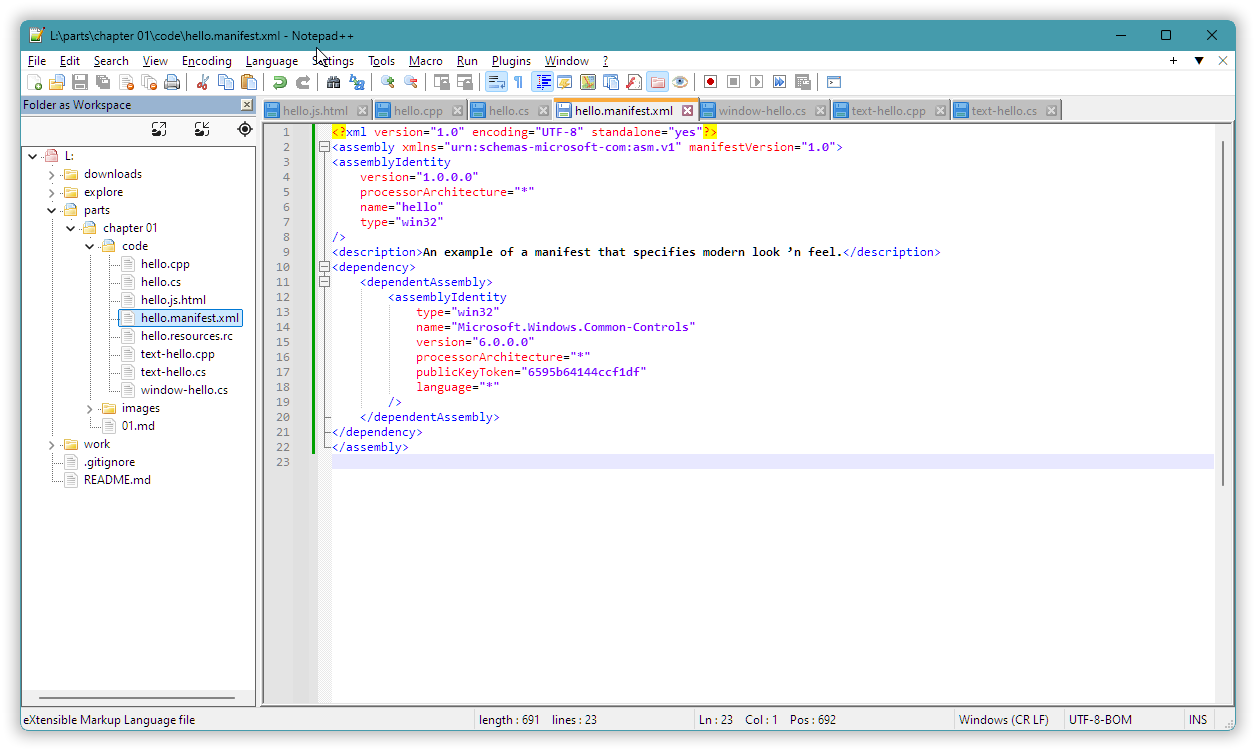 L:\parts\chapter 01\code\hello.manifest.xml - Notepad++
File Edit Search View Encoding Language Settings Tools Macro Run Plugins Window ?
Folder as Workspace
hello.js.html hello.cpp hello.cs hello.manifest.xml window-hello.cs text-hello.cpp text-hello.cs
L:
downloads
explore
parts
chapter 01
code
hello.cpp
hello.cs
hello.js.html
hello.manifest.xml
hello.resources.rc
text-hello.cpp
text-hello.cs
window-hello.cs
images
01.md
work
.gitignore
README.md
1 <?xml version="1.0" encoding="UTF-8" standalone="yes"?>
2 <assembly xmlns="urn:schemas-microsoft-com:asm.v1" manifestVersion="1.0">
3 <assemblyIdentity
4     version="1.0.0.0"
5     processorArchitecture="*"
6     name="hello"
7     type="win32"
8 />
9 <description>An example of a manifest that specifies modern look ’n feel.</description>
10 <dependency>
11     <dependentAssembly>
12         <assemblyIdentity
13             type="win32"
14             name="Microsoft.Windows.Common-Controls"
15             version="6.0.0.0"
16             processorArchitecture="*"
17             publicKeyToken="6595b64144ccf1df"
18             language="*"
19         />
20     </dependentAssembly>
21 </dependency>
22 </assembly>
23
eXtensible Markup Language file length : 691 lines : 23 Ln : 23 Col : 1 Pos : 692 Windows (CR LF) UTF-8-BOM INS